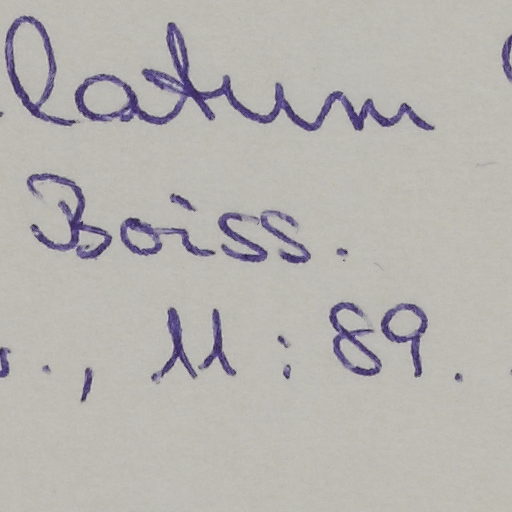 latum
Boiss.
., 11 : 89.